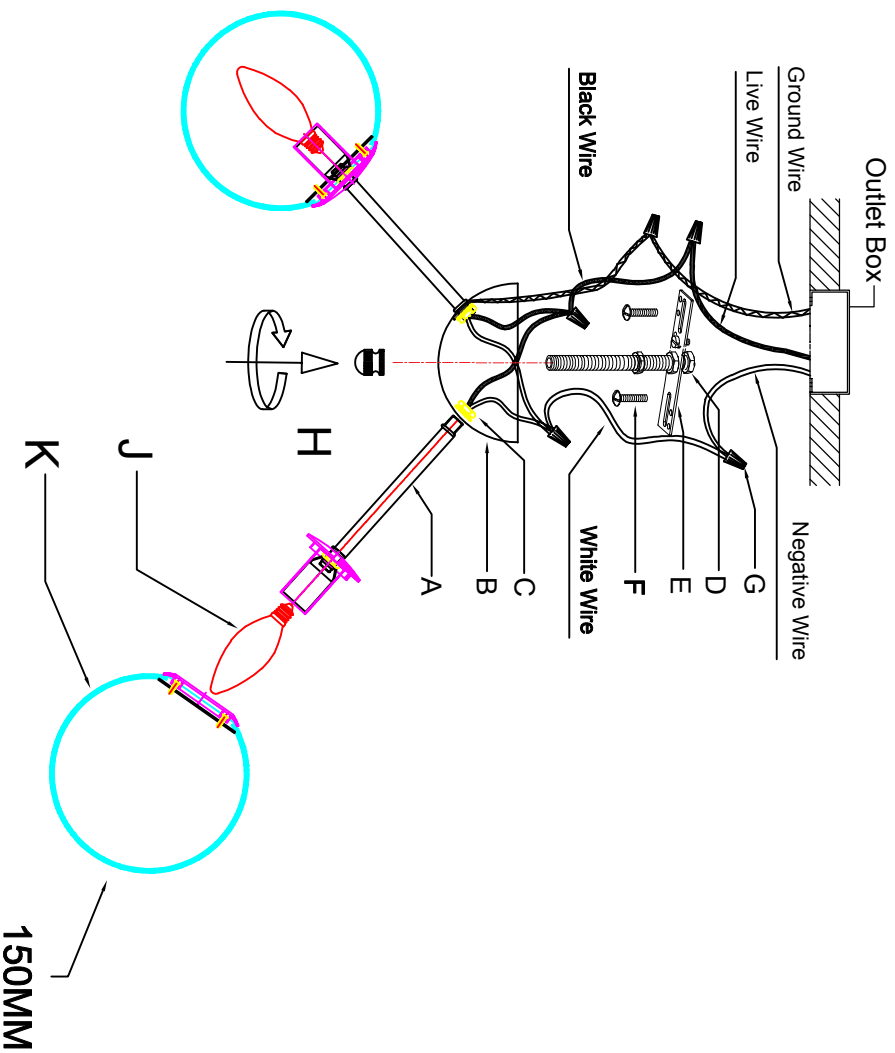 Outlet Box
Ground Wire
Live Wire
Black Wire
Negative Wire
G
D
E
F
White Wire
C
B
A
H
J
K
150MM